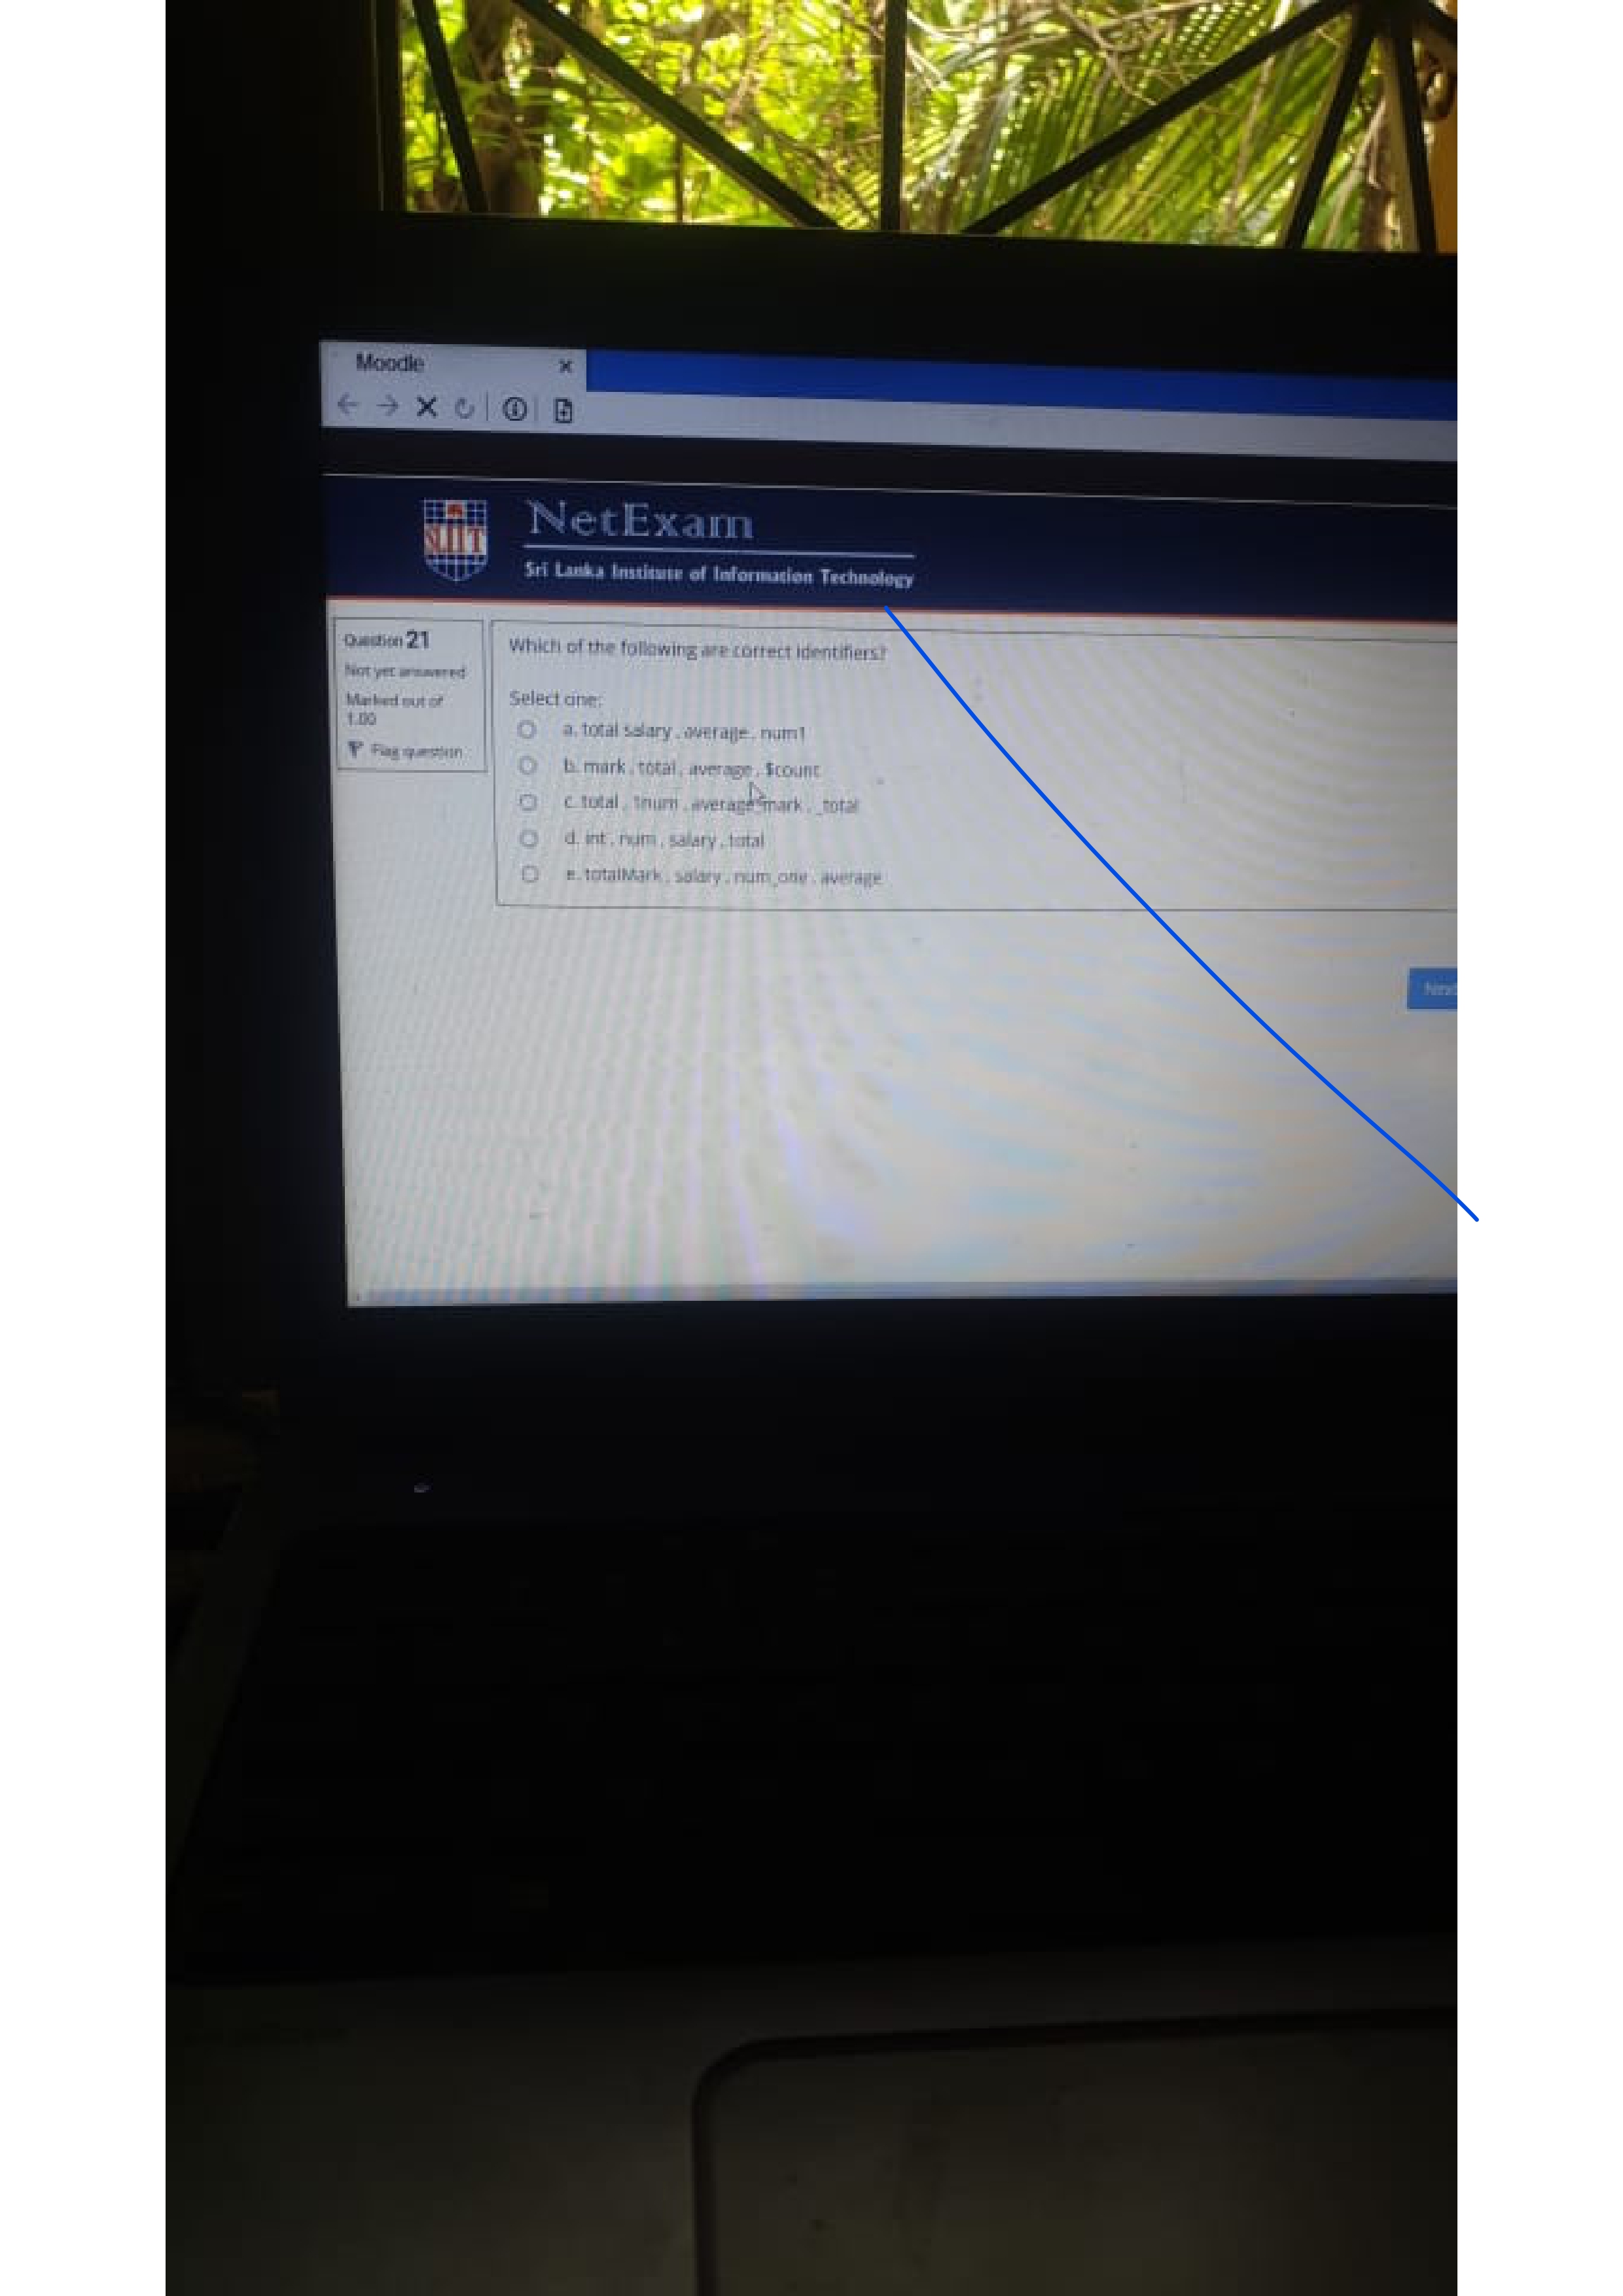 Moodle
SLIIT
NetExam
Sri Lanka Institute of Information Technology
Question 21
Not yet answered
Marked out of
1.00
Flag question
Which of the following are correct identifiers?
Select one:
a. total salary , average , num1
b. mark , total , average , $count
c. total , 1num , average mark , _total
d. int , num , salary , total
e. totalMark , salary , num_one , average